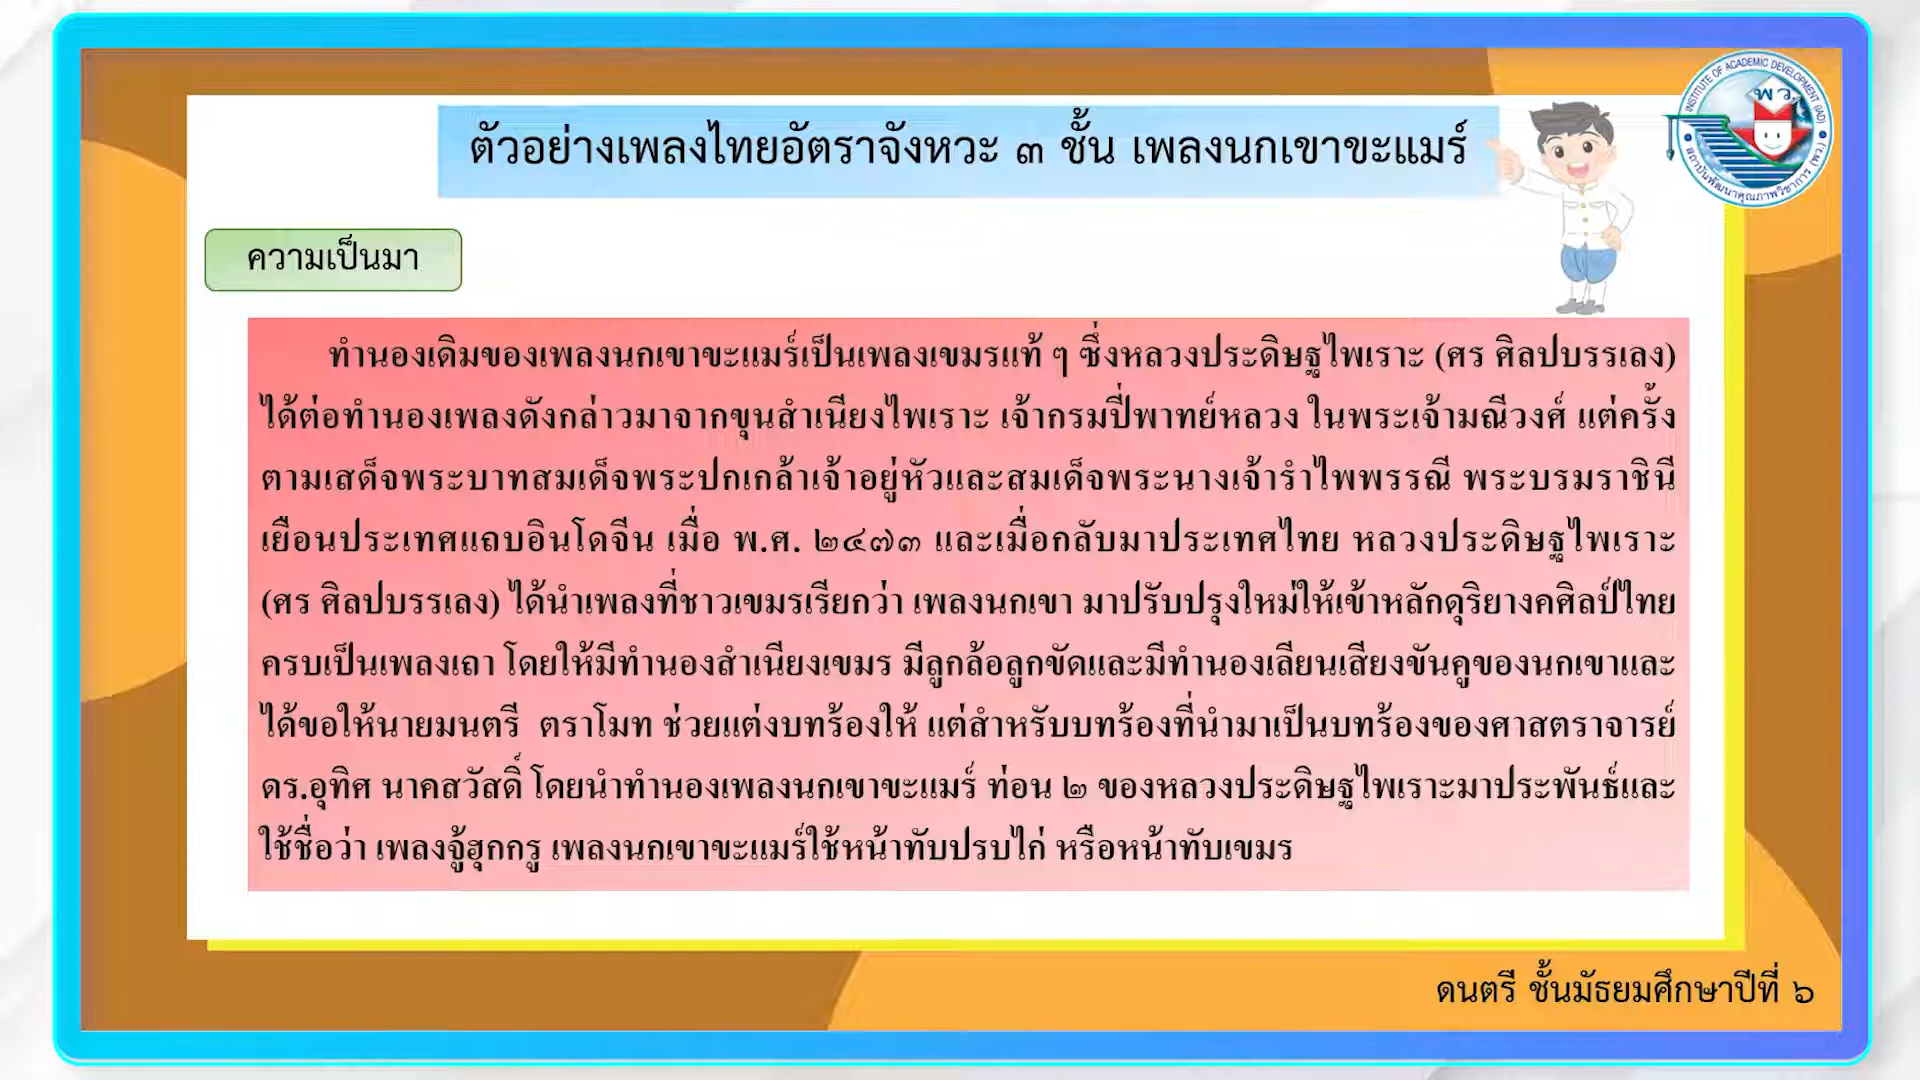 ตัวอย่างเพลงไทยอัตราจังหวะ ๓ ชั้น เพลงนกเขาขะแมร์
INSTITUTE OF ACADEMIC DEVELOPMENT (IAD)
พว.
สถาบันพัฒนาคุณภาพวิชาการ (พว.)
ความเป็นมา
ทำนองเดิมของเพลงนกเขาขะแมร์เป็นเพลงเขมรแท้ ๆ ซึ่งหลวงประดิษฐไพเราะ (ศร ศิลปบรรเลง)
ได้ต่อทำนองเพลงดังกล่าวมาจากขุนสำเนียงไพเราะ เจ้ากรมปี่พาทย์หลวง ในพระเจ้ามณีวงศ์ แต่ครั้ง
ตามเสด็จพระบาทสมเด็จพระปกเกล้าเจ้าอยู่หัวและสมเด็จพระนางเจ้ารำไพพรรณี พระบรมราชินี
เยือนประเทศแถบอินโดจีน เมื่อ พ.ศ. ๒๔๗๓ และเมื่อกลับมาประเทศไทย หลวงประดิษฐไพเราะ
(ศร ศิลปบรรเลง) ได้นำเพลงที่ชาวเขมรเรียกว่า เพลงนกเขา มาปรับปรุงใหม่ให้เข้าหลักดุริยางคศิลป์ไทย
ครบเป็นเพลงเถา โดยให้มีทำนองสำเนียงเขมร มีลูกล้อลูกขัดและมีทำนองเลียนเสียงขันคูของนกเขาและ
ได้ขอให้นายมนตรี ตราโมท ช่วยแต่งบทร้องให้ แต่สำหรับบทร้องที่นำมาเป็นบทร้องของศาสตราจารย์
ดร.อุทิศ นาคสวัสดิ์ โดยนำทำนองเพลงนกเขาขะแมร์ ท่อน ๒ ของหลวงประดิษฐไพเราะมาประพันธ์และ
ใช้ชื่อว่า เพลงจู้ฮุกกรู เพลงนกเขาขะแมร์ใช้หน้าทับปรบไก่ หรือหน้าทับเขมร
ดนตรี ชั้นมัธยมศึกษาปีที่ ๖